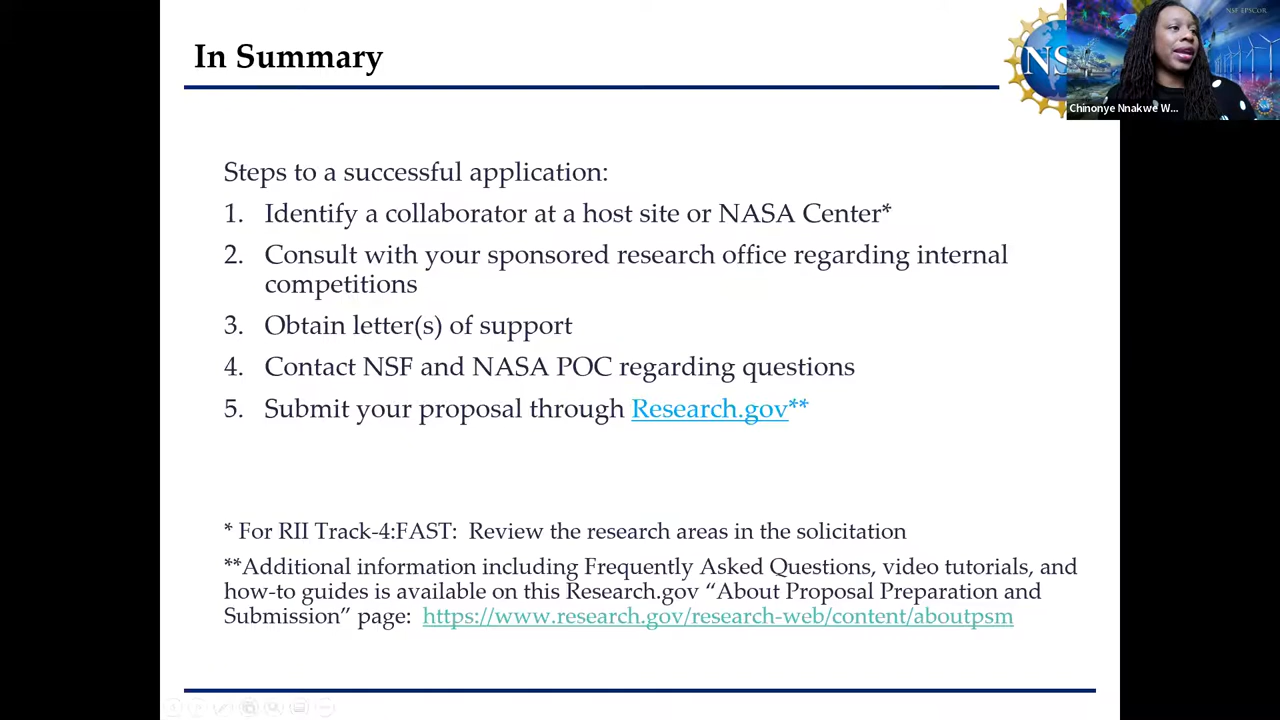 In Summary
NSF EPSCoR
NS
Chinonye Nnakwe W...
Steps to a successful application:
1. Identify a collaborator at a host site or NASA Center*
2. Consult with your sponsored research office regarding internal
competitions
3. Obtain letter(s) of support
4. Contact NSF and NASA POC regarding questions
5. Submit your proposal through Research.gov**
* For RII Track-4:FAST: Review the research areas in the solicitation
**Additional information including Frequently Asked Questions, video tutorials, and
how-to guides is available on this Research.gov “About Proposal Preparation and
Submission” page: https://www.research.gov/research-web/content/aboutpsm